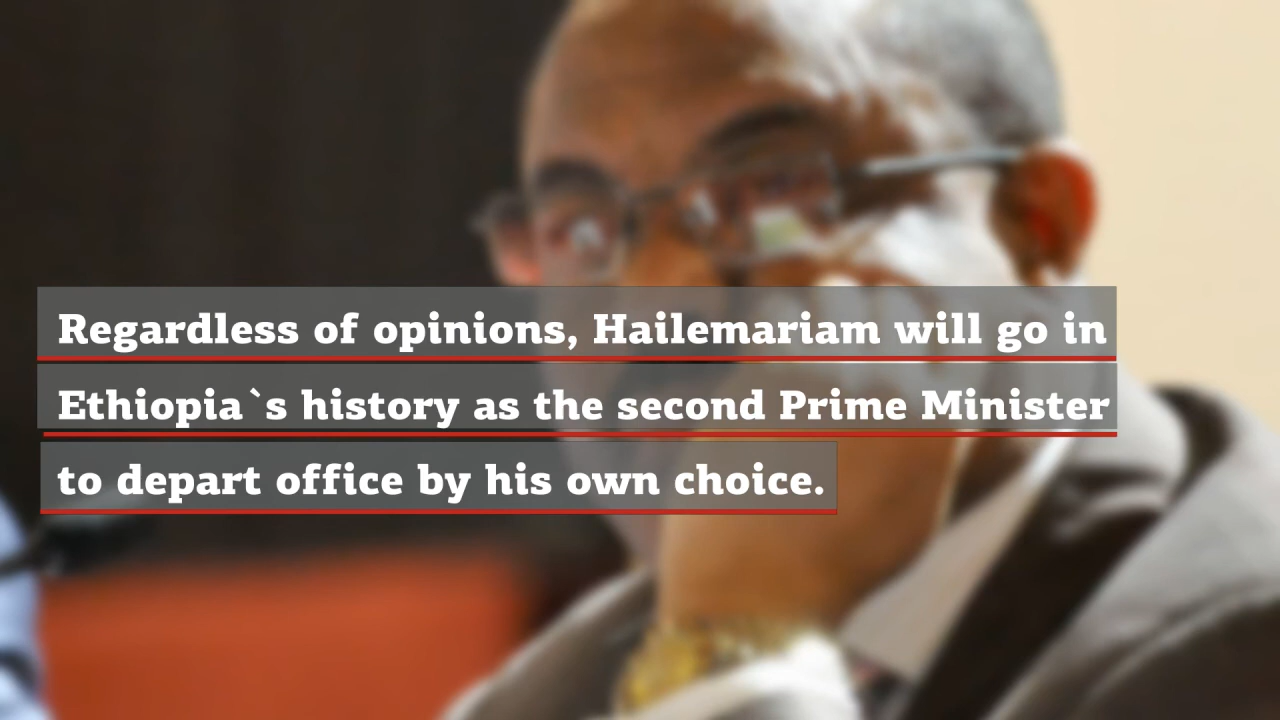 Regardless of opinions, Hailemariam will go in
Ethiopia`s history as the second Prime Minister
to depart office by his own choice.